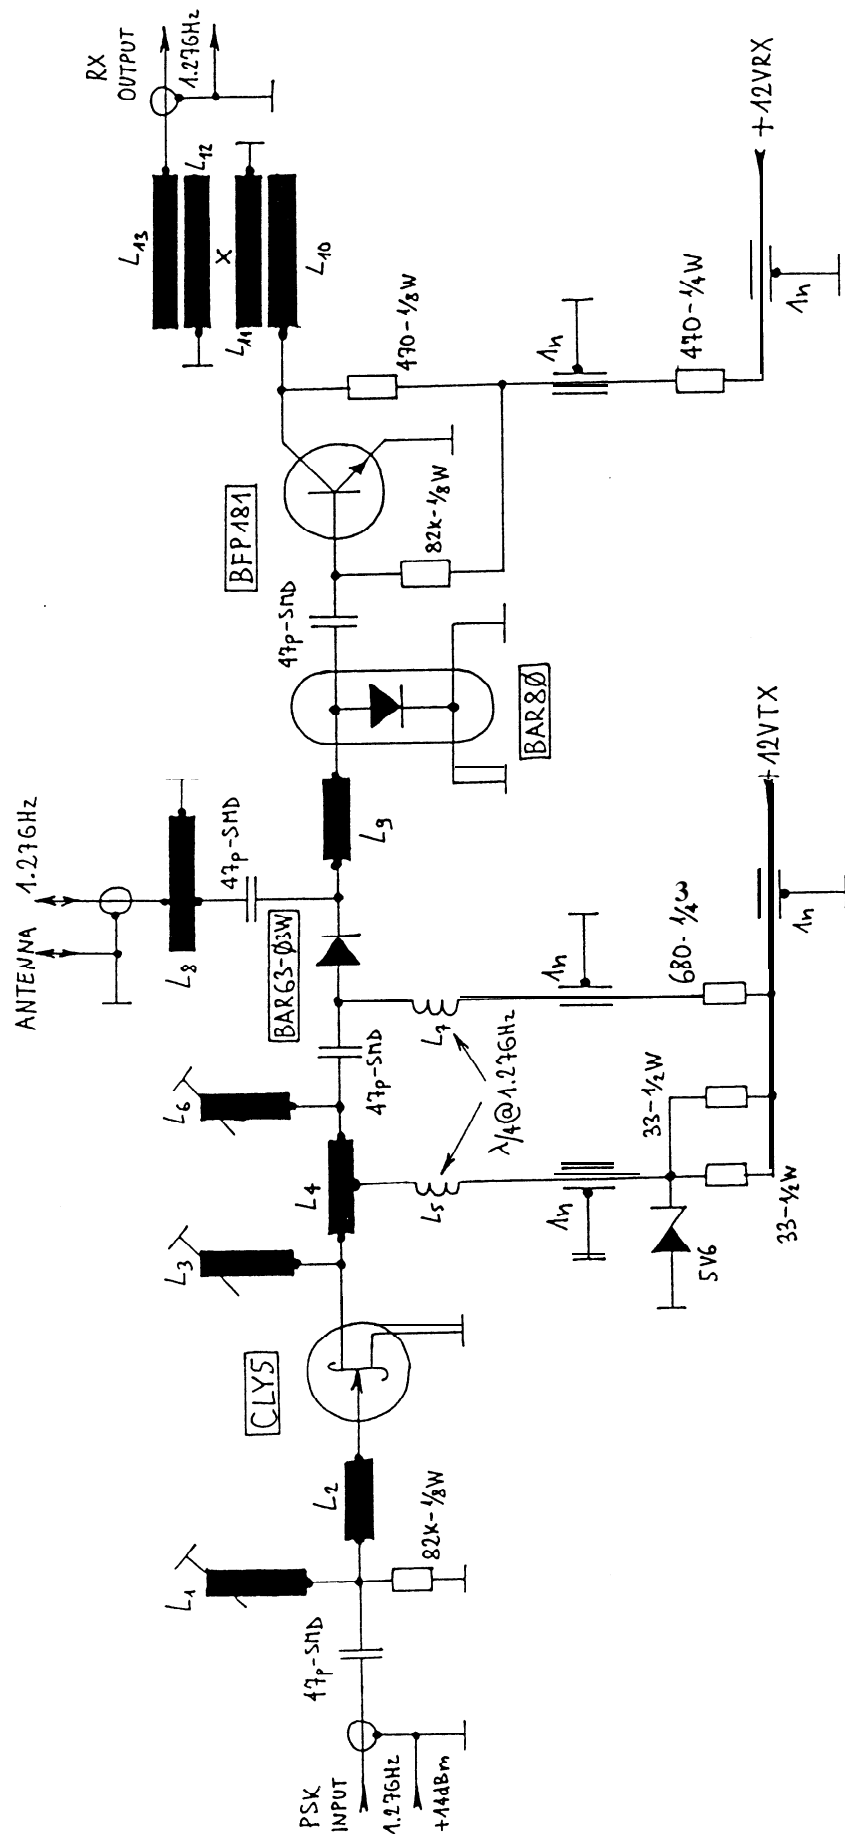 PSK
INPUT
1.27GHz
+14dBm
47p-SMD
L1
82k-1/8W
L2
CLY5
L3
L4
L5
L6
λ/4@1.27GHz
47p-SMD
L7
1n
5V6
33-1/2W
33-1/2W
1n
680-1/4W
1n
+12VTX
BAR63-03W
ANTENNA
1.27GHz
L8
47p-SMD
L9
BAR80
47p-SMD
BFP181
82k-1/8W
470-1/8W
1n
470-1/4W
1n
+12VRX
L10
L11
X
L12
L13
RX
OUTPUT
1.27GHz